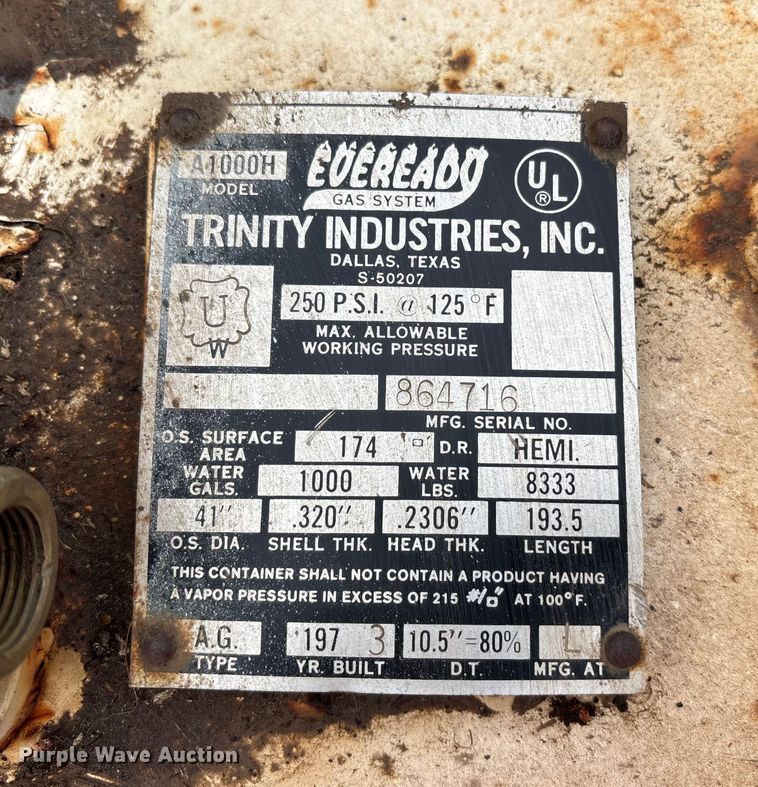 A1000H
MODEL
EVEREADY
GAS SYSTEM
UL
®
TRINITY INDUSTRIES, INC.
DALLAS, TEXAS
S-50207
U
W
250 P.S.I. @ 125°F
MAX. ALLOWABLE
WORKING PRESSURE
864716
MFG. SERIAL NO.
O.S. SURFACE
AREA
174 □' D.R. HEMI.
WATER
GALS. 1000 WATER
LBS. 8333
41" .320" .2306" 193.5
O.S. DIA. SHELL THK. HEAD THK. LENGTH
THIS CONTAINER SHALL NOT CONTAIN A PRODUCT HAVING
A VAPOR PRESSURE IN EXCESS OF 215 #/□" AT 100°F.
A.G. 197 3 10.5"=80% L
TYPE YR. BUILT D.T. MFG. AT
Purple Wave Auction